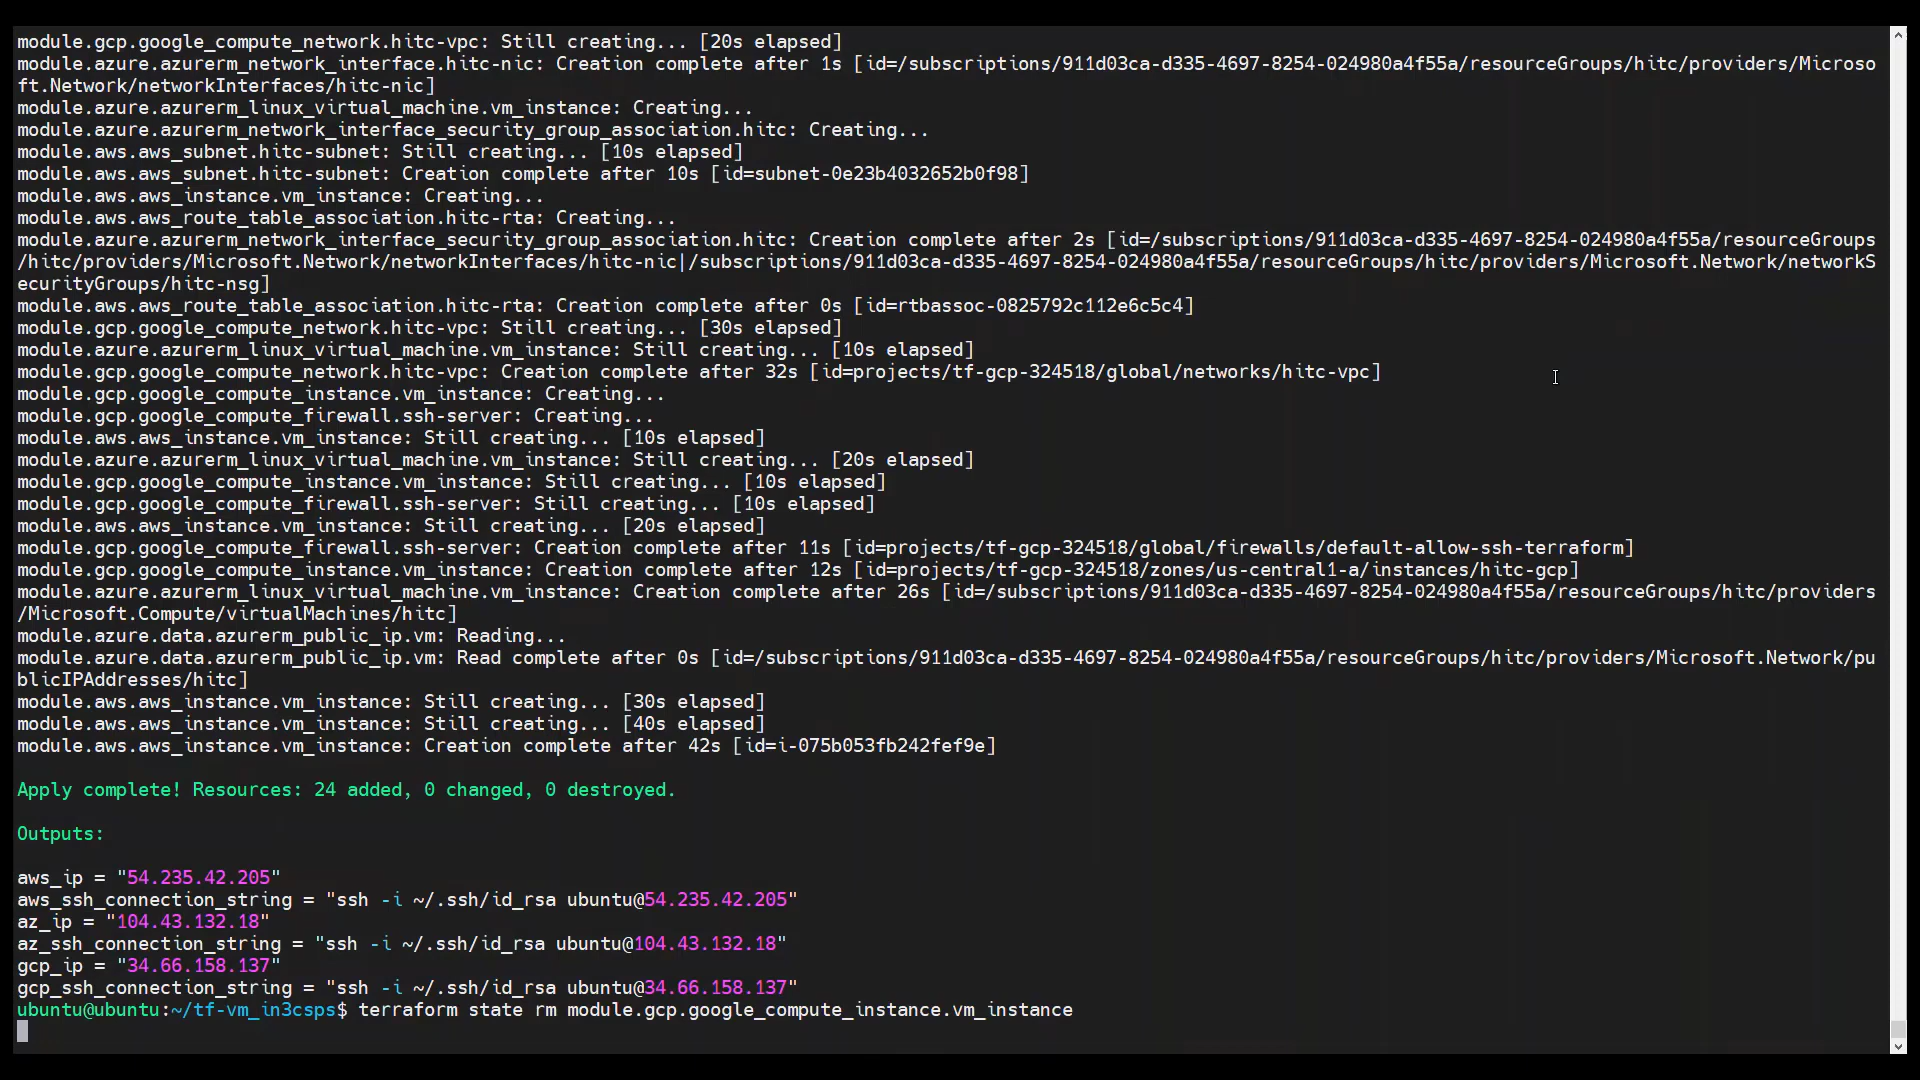 module.gcp.google_compute_network.hitc-vpc: Still creating... [20s elapsed]
module.azure.azurerm_network_interface.hitc-nic: Creation complete after 1s [id=/subscriptions/911d03ca-d335-4697-8254-024980a4f55a/resourceGroups/hitc/providers/Microso
ft.Network/networkInterfaces/hitc-nic]
module.azure.azurerm_linux_virtual_machine.vm_instance: Creating...
module.azure.azurerm_network_interface_security_group_association.hitc: Creating...
module.aws.aws_subnet.hitc-subnet: Still creating... [10s elapsed]
module.aws.aws_subnet.hitc-subnet: Creation complete after 10s [id=subnet-0e23b4032652b0f98]
module.aws.aws_instance.vm_instance: Creating...
module.aws.aws_route_table_association.hitc-rta: Creating...
module.azure.azurerm_network_interface_security_group_association.hitc: Creation complete after 2s [id=/subscriptions/911d03ca-d335-4697-8254-024980a4f55a/resourceGroups
/hitc/providers/Microsoft.Network/networkInterfaces/hitc-nic|/subscriptions/911d03ca-d335-4697-8254-024980a4f55a/resourceGroups/hitc/providers/Microsoft.Network/networkS
ecurityGroups/hitc-nsg]
module.aws.aws_route_table_association.hitc-rta: Creation complete after 0s [id=rtbassoc-0825792c112e6c5c4]
module.gcp.google_compute_network.hitc-vpc: Still creating... [30s elapsed]
module.azure.azurerm_linux_virtual_machine.vm_instance: Still creating... [10s elapsed]
module.gcp.google_compute_network.hitc-vpc: Creation complete after 32s [id=projects/tf-gcp-324518/global/networks/hitc-vpc]
module.gcp.google_compute_instance.vm_instance: Creating...
module.gcp.google_compute_firewall.ssh-server: Creating...
module.aws.aws_instance.vm_instance: Still creating... [10s elapsed]
module.azure.azurerm_linux_virtual_machine.vm_instance: Still creating... [20s elapsed]
module.gcp.google_compute_instance.vm_instance: Still creating... [10s elapsed]
module.gcp.google_compute_firewall.ssh-server: Still creating... [10s elapsed]
module.aws.aws_instance.vm_instance: Still creating... [20s elapsed]
module.gcp.google_compute_firewall.ssh-server: Creation complete after 11s [id=projects/tf-gcp-324518/global/firewalls/default-allow-ssh-terraform]
module.gcp.google_compute_instance.vm_instance: Creation complete after 12s [id=projects/tf-gcp-324518/zones/us-central1-a/instances/hitc-gcp]
module.azure.azurerm_linux_virtual_machine.vm_instance: Creation complete after 26s [id=/subscriptions/911d03ca-d335-4697-8254-024980a4f55a/resourceGroups/hitc/providers
/Microsoft.Compute/virtualMachines/hitc]
module.azure.data.azurerm_public_ip.vm: Reading...
module.azure.data.azurerm_public_ip.vm: Read complete after 0s [id=/subscriptions/911d03ca-d335-4697-8254-024980a4f55a/resourceGroups/hitc/providers/Microsoft.Network/pu
blicIPAddresses/hitc]
module.aws.aws_instance.vm_instance: Still creating... [30s elapsed]
module.aws.aws_instance.vm_instance: Still creating... [40s elapsed]
module.aws.aws_instance.vm_instance: Creation complete after 42s [id=i-075b053fb242fef9e]
Apply complete! Resources: 24 added, 0 changed, 0 destroyed.
Outputs:
aws_ip = "54.235.42.205"
aws_ssh_connection_string = "ssh -i ~/.ssh/id_rsa ubuntu@54.235.42.205"
az_ip = "104.43.132.18"
az_ssh_connection_string = "ssh -i ~/.ssh/id_rsa ubuntu@104.43.132.18"
gcp_ip = "34.66.158.137"
gcp_ssh_connection_string = "ssh -i ~/.ssh/id_rsa ubuntu@34.66.158.137"
ubuntu@ubuntu:~/tf-vm_in3csps$ terraform state rm module.gcp.google_compute_instance.vm_instance